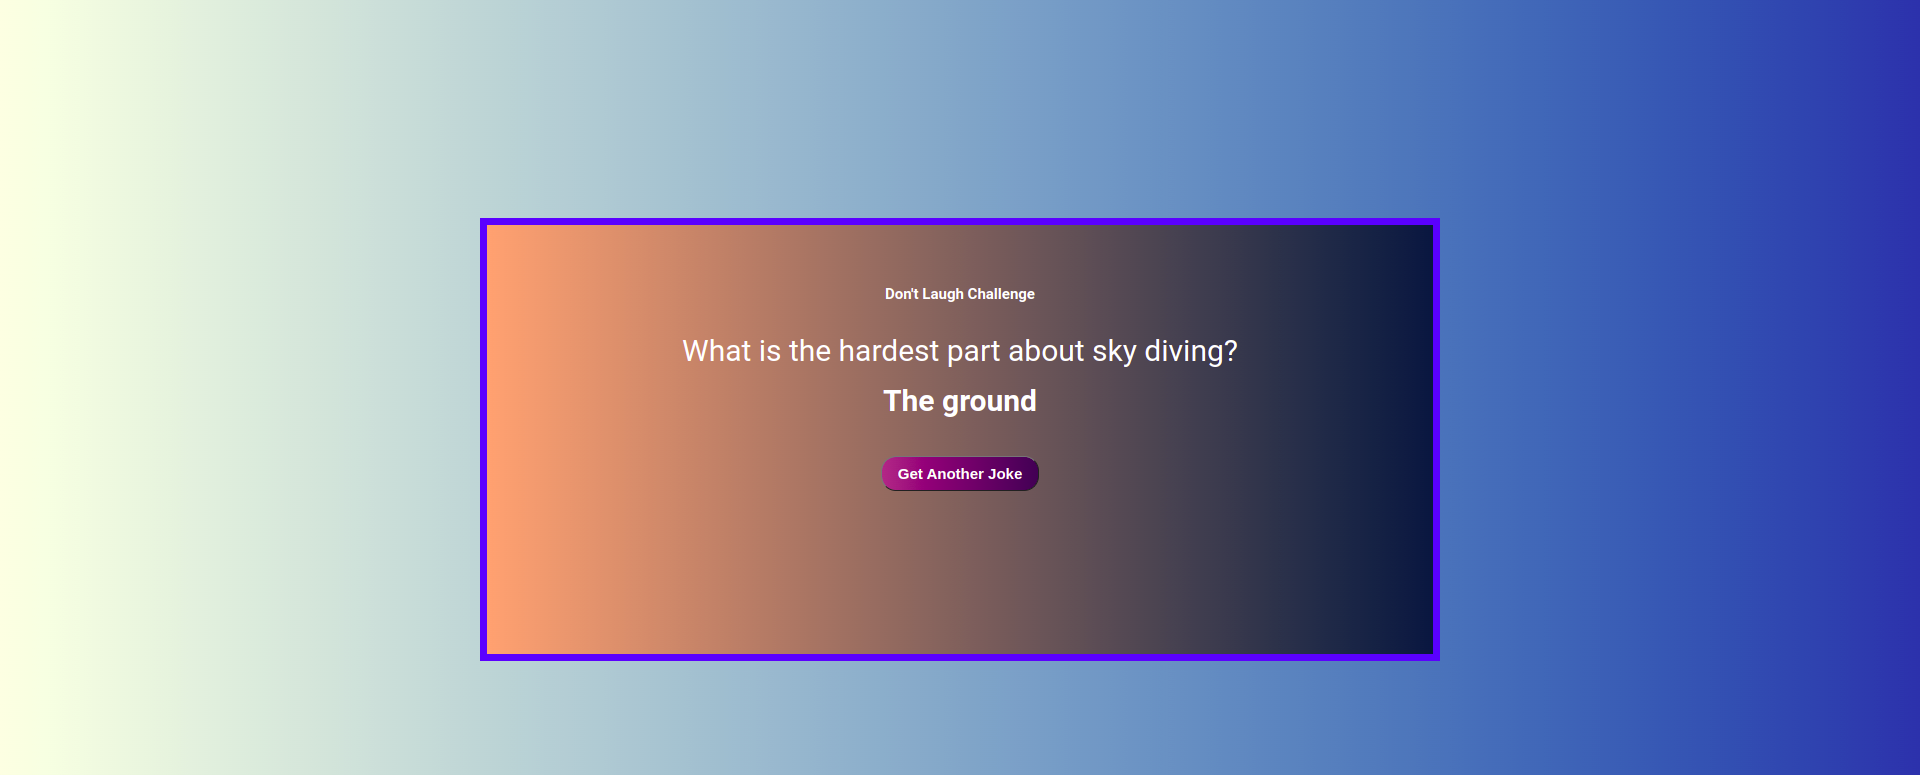 Don't Laugh Challenge
What is the hardest part about sky diving?
The ground
Get Another Joke